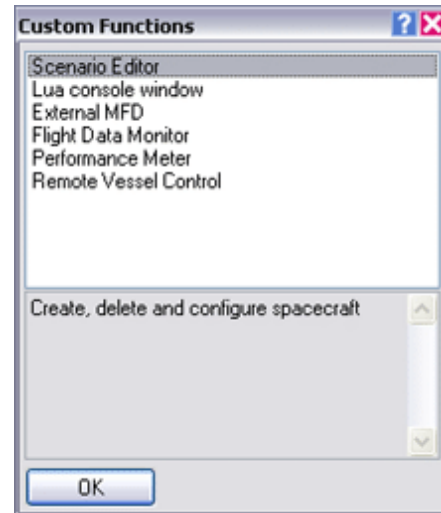 Custom Functions
Scenario Editor
Lua console window
External MFD
Flight Data Monitor
Performance Meter
Remote Vessel Control
Create, delete and configure spacecraft
OK